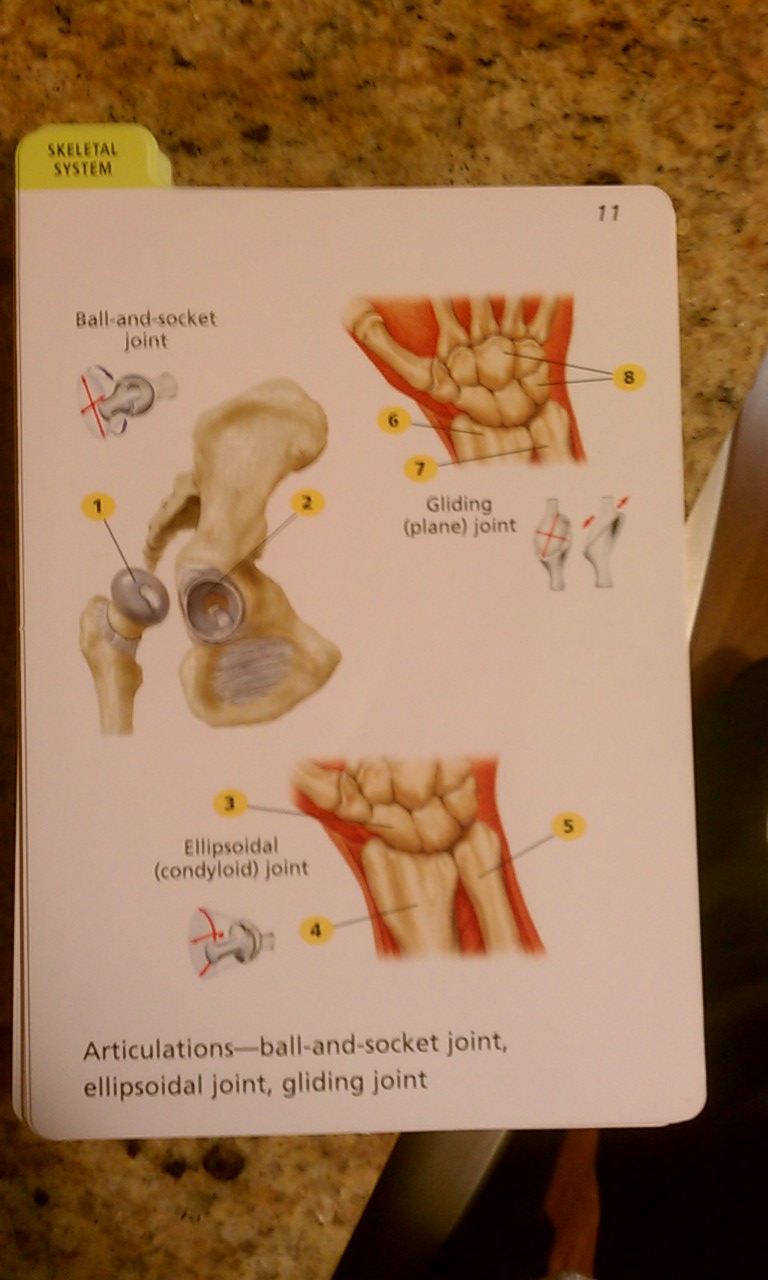 SKELETAL
SYSTEM
11
Ball-and-socket
joint
8
6
7
Gliding
(plane) joint
1
2
3
5
Ellipsoidal
(condyloid) joint
4
Articulations—ball-and-socket joint,
ellipsoidal joint, gliding joint